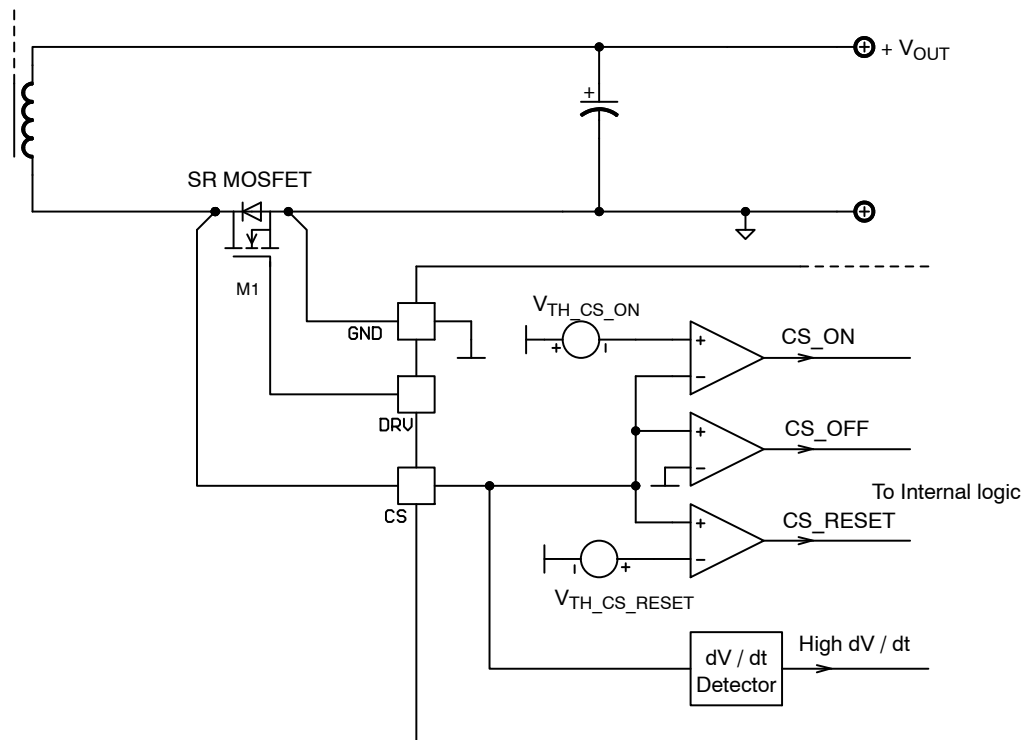 + VOUT
+
SR MOSFET
M1
VTH_CS_ON
GND
+ -
+
-
CS_ON
DRV
+
-
CS_OFF
CS
To Internal logic
+
-
CS_RESET
- +
VTH_CS_RESET
dV / dt
Detector
High dV / dt